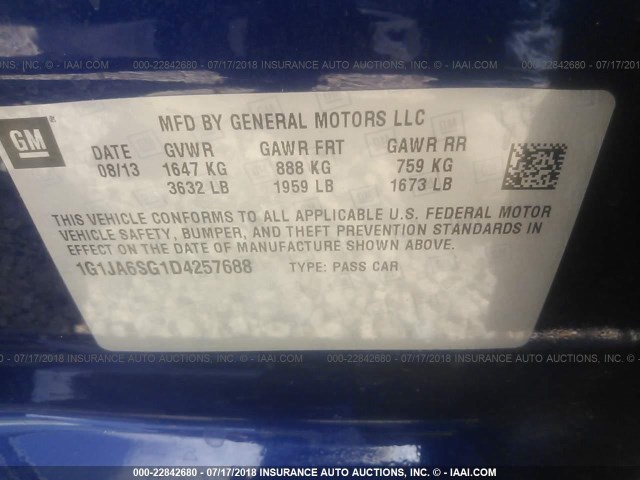 000-22842680 - 07/17/2018 - INSURANCE AUTO AUCTIONS, INC. - © - IAAI.COM
GM®
MFD BY GENERAL MOTORS LLC
DATE GVWR GAWR FRT GAWR RR
08/13 1647 KG 888 KG 759 KG
3632 LB 1959 LB 1673 LB
THIS VEHICLE CONFORMS TO ALL APPLICABLE U.S. FEDERAL MOTOR
VEHICLE SAFETY, BUMPER, AND THEFT PREVENTION STANDARDS IN
EFFECT ON THE DATE OF MANUFACTURE SHOWN ABOVE.
1G1JA6SG1D4257688 TYPE: PASS CAR
000-22842680 - 07/17/2018 - INSURANCE AUTO AUCTIONS, INC. - © - IAAI.COM
000-22842680 - 07/17/2018 - INSURANCE AUTO AUCTIONS, INC. - © - IAAI.COM